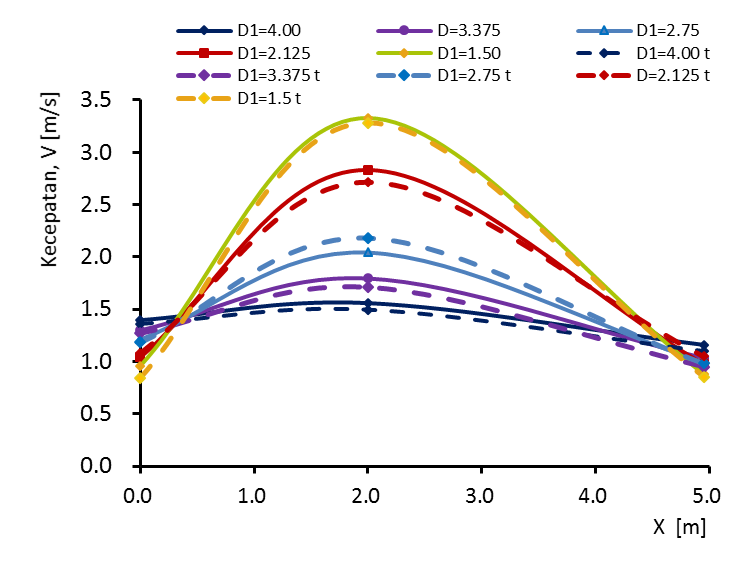 D1=4.00 D=3.375 D1=2.75
D1=2.125 D1=1.50 D1=4.00 t
D1=3.375 t D1=2.75 t D=2.125 t
D1=1.5 t
Kecepatan, V [m/s]
3.5
3.0
2.5
2.0
1.5
1.0
0.5
0.0
0.0 1.0 2.0 3.0 4.0 5.0
X [m]